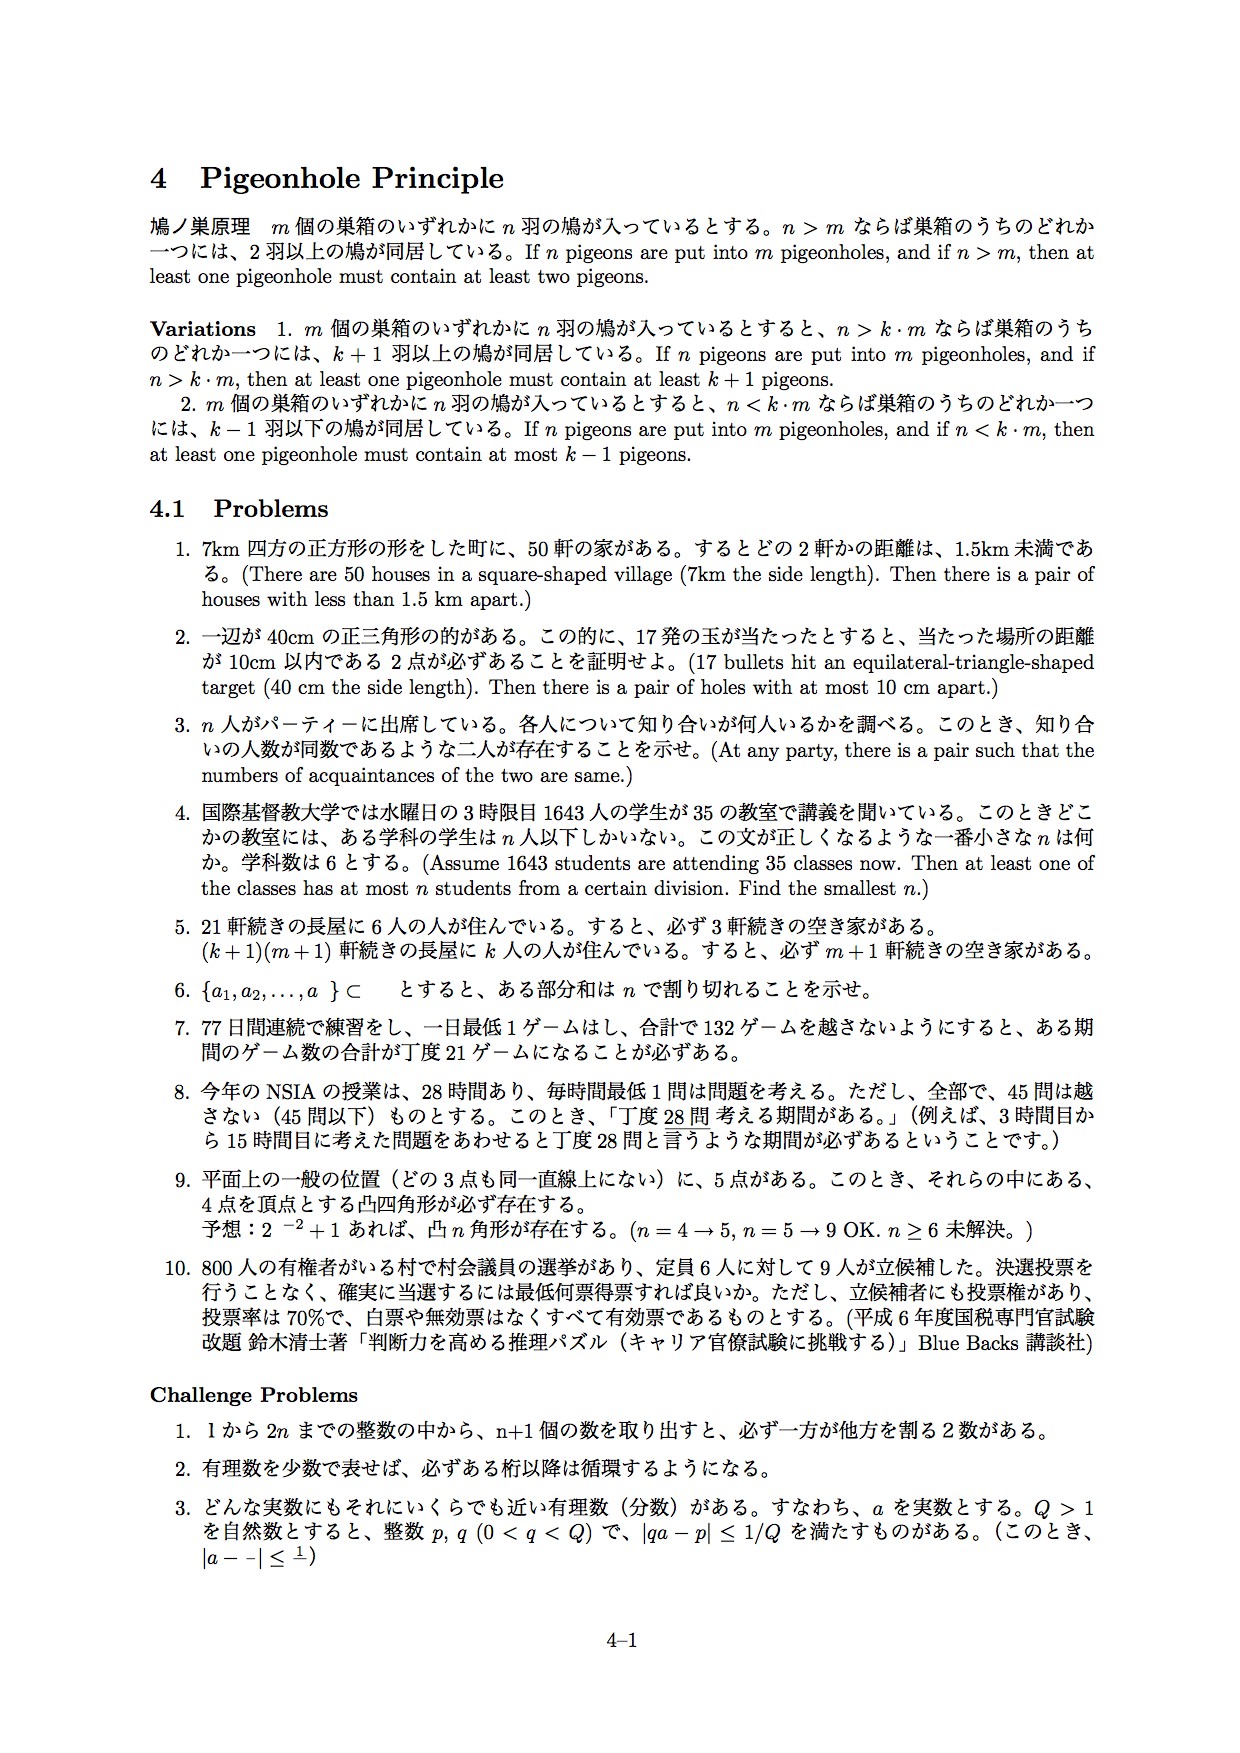 4 Pigeonhole Principle
鳩ノ巣原理 m 個の巣箱のいずれかに n 羽の鳩が入っているとする。n > m ならば巣箱のうちのどれか
一つには、2 羽以上の鳩が同居している。If n pigeons are put into m pigeonholes, and if n > m, then at
least one pigeonhole must contain at least two pigeons.
Variations 1. m 個の巣箱のいずれかに n 羽の鳩が入っているとすると、n > k · m ならば巣箱のうち
のどれか一つには、k + 1 羽以上の鳩が同居している。If n pigeons are put into m pigeonholes, and if
n > k · m, then at least one pigeonhole must contain at least k + 1 pigeons.
2. m 個の巣箱のいずれかに n 羽の鳩が入っているとすると、n < k · m ならば巣箱のうちのどれか一つ
には、k − 1 羽以下の鳩が同居している。If n pigeons are put into m pigeonholes, and if n < k · m, then
at least one pigeonhole must contain at most k − 1 pigeons.
4.1 Problems
1. 7km 四方の正方形の形をした町に、50 軒の家がある。するとどの 2 軒かの距離は、1.5km 未満であ
る。(There are 50 houses in a square-shaped village (7km the side length). Then there is a pair of
houses with less than 1.5 km apart.)
2. 一辺が 40cm の正三角形の的がある。この的に、17 発の玉が当たったとすると、当たった場所の距離
が 10cm 以内である 2 点が必ずあることを証明せよ。(17 bullets hit an equilateral-triangle-shaped
target (40 cm the side length). Then there is a pair of holes with at most 10 cm apart.)
3. n 人がパーティーに出席している。各人について知り合いが何人いるかを調べる。このとき、知り合
いの人数が同数であるような二人が存在することを示せ。(At any party, there is a pair such that the
numbers of acquaintances of the two are same.)
4. 国際基督教大学では水曜日の 3 時限目 1643 人の学生が 35 の教室で講義を聞いている。このときどこ
かの教室には、ある学科の学生は n 人以下しかいない。この文が正しくなるような一番小さな n は何
か。学科数は 6 とする。(Assume 1643 students are attending 35 classes now. Then at least one of
the classes has at most n students from a certain division. Find the smallest n.)
5. 21 軒続きの長屋に 6 人の人が住んでいる。すると、必ず 3 軒続きの空き家がある。
(k + 1)(m + 1) 軒続きの長屋に k 人の人が住んでいる。すると、必ず m + 1 軒続きの空き家がある。
6. {a₁, a₂, . . . , a } ⊂ とすると、ある部分和は n で割り切れることを示せ。
7. 77 日間連続で練習をし、一日最低 1 ゲームはし、合計で 132 ゲームを越さないようにすると、ある期
間のゲーム数の合計が丁度 21 ゲームになることが必ずある。
8. 今年の NSIA の授業は、28 時間あり、毎時間最低 1 問は問題を考える。ただし、全部で、45 問は越
さない（45 問以下）ものとする。このとき、「丁度 28 問 考える期間がある。」（例えば、3 時間目か
ら 15 時間目に考えた問題をあわせると丁度 28 問と言うような期間が必ずあるということです。）
9. 平面上の一般の位置（どの 3 点も同一直線上にない）に、5 点がある。このとき、それらの中にある、
4 点を頂点とする凸四角形が必ず存在する。
予想：2 ⁻² + 1 あれば、凸 n 角形が存在する。(n = 4 → 5, n = 5 → 9 OK. n ≥ 6 未解決。)
10. 800 人の有権者がいる村で村会議員の選挙があり、定員 6 人に対して 9 人が立候補した。決選投票を
行うことなく、確実に当選するには最低何票得票すれば良いか。ただし、立候補者にも投票権があり、
投票率は 70%で、白票や無効票はなくすべて有効票であるものとする。(平成 6 年度国税専門官試験
改題 鈴木清士著「判断力を高める推理パズル（キャリア官僚試験に挑戦する）」Blue Backs 講談社)
Challenge Problems
1. 1 から 2n までの整数の中から、n+1 個の数を取り出すと、必ず一方が他方を割る 2 数がある。
2. 有理数を少数で表せば、必ずある桁以降は循環するようになる。
3. どんな実数にもそれにいくらでも近い有理数（分数）がある。すなわち、a を実数とする。Q > 1
を自然数とすると、整数 p, q (0 < q < Q) で、|qa − p| ≤ 1/Q を満たすものがある。（このとき、
|a − –| ≤ 1–）
4–1